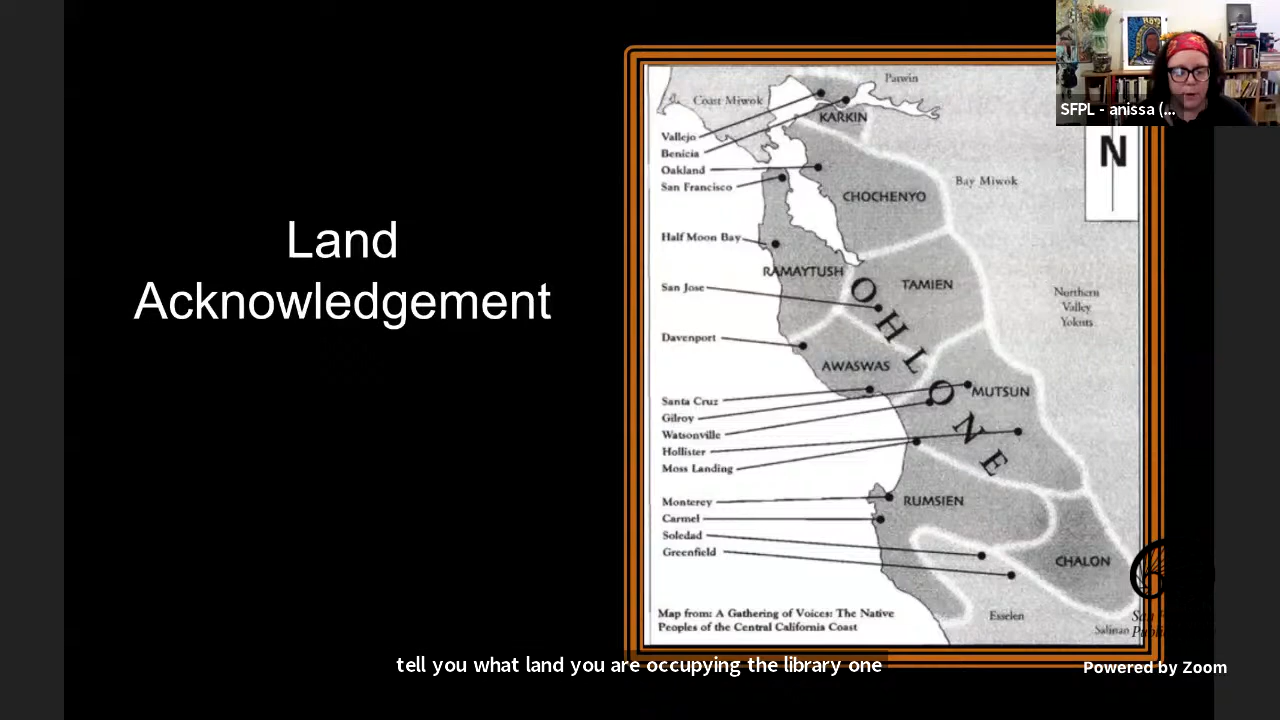 Land
Acknowledgement
SFPL - anissa (...
Patwin
Coast Miwok
KARKIN
Vallejo
Benicia
Oakland
San Francisco
N
Bay Miwok
CHOCHENYO
Half Moon Bay
RAMAYTUSH
TAMIEN
San Jose
Northern
Valley
Yokuts
OHLONE
Davenport
AWASWAS
MUTSUN
Santa Cruz
Gilroy
Watsonville
Hollister
Moss Landing
Monterey
RUMSIEN
Carmel
Soledad
Greenfield
CHALON
Map from: A Gathering of Voices: The Native
Peoples of the Central California Coast
Esselen
Salinan
tell you what land you are occupying the library one
Powered by Zoom